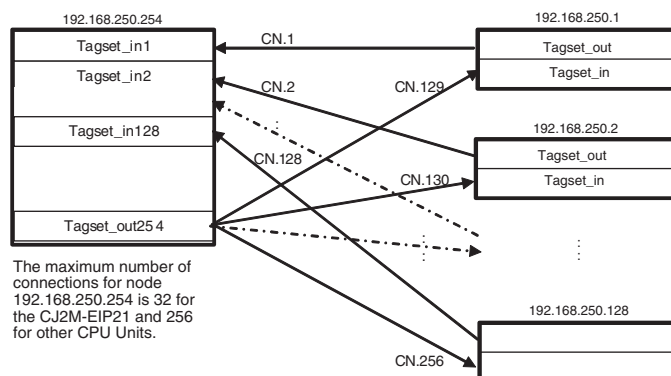 192.168.250.254
Tagset_in1
Tagset_in2
Tagset_in128
Tagset_out25 4
CN.1
CN.129
CN.2
CN.128
CN.130
CN.256
192.168.250.1
Tagset_out
Tagset_in
192.168.250.2
Tagset_out
Tagset_in
192.168.250.128
The maximum number of
connections for node
192.168.250.254 is 32 for
the CJ2M-EIP21 and 256
for other CPU Units.